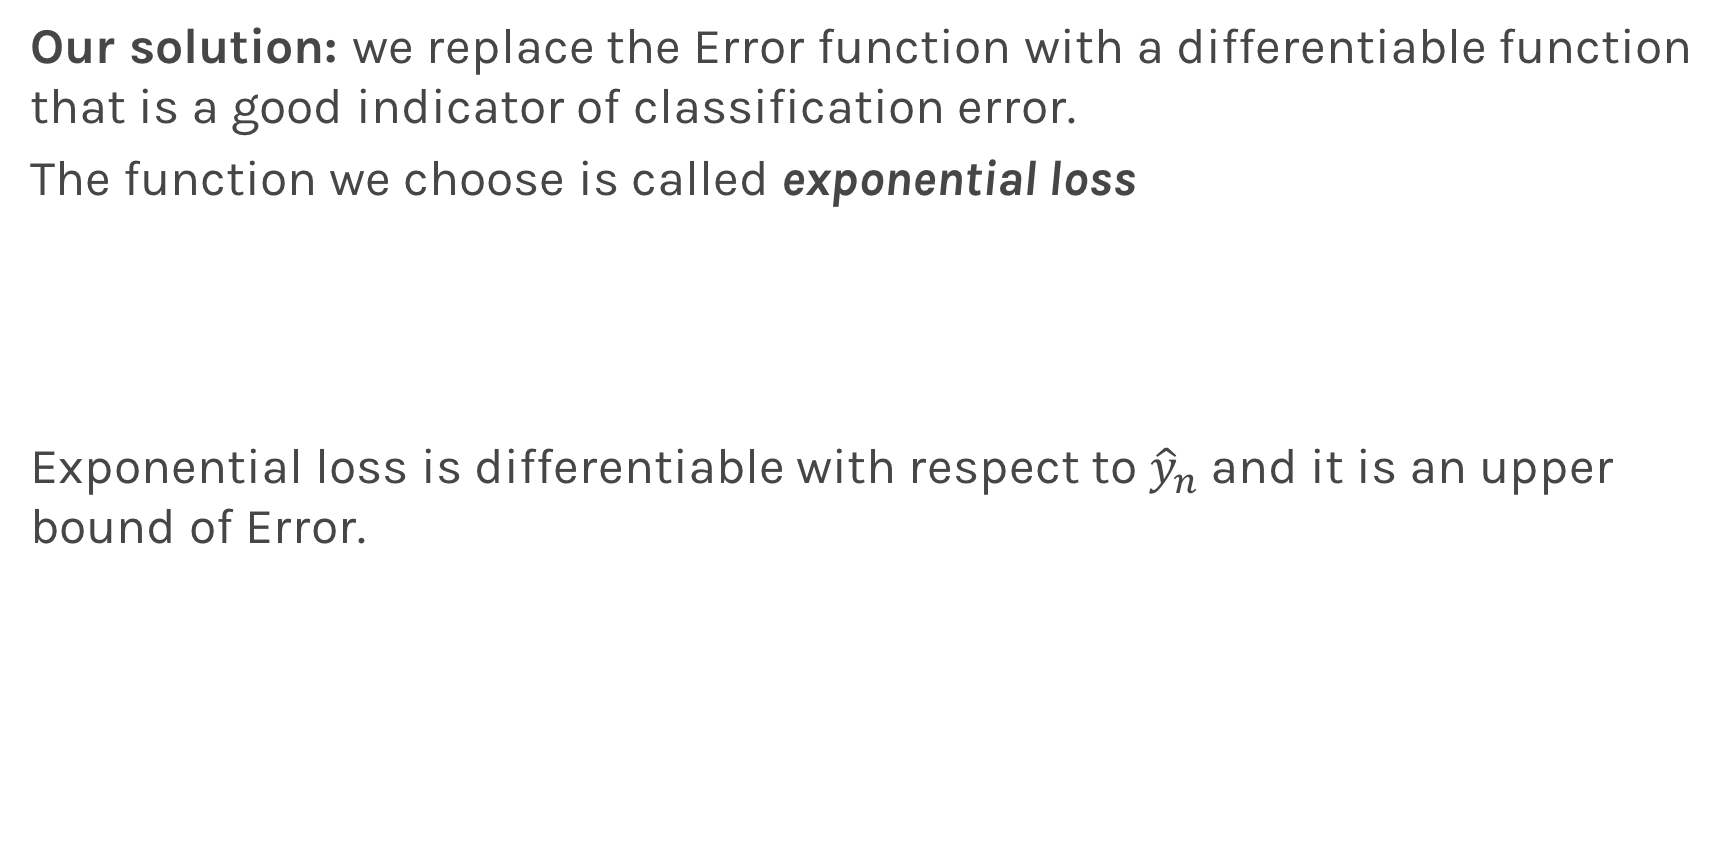 Our solution: we replace the Error function with a differentiable function
that is a good indicator of classification error.
The function we choose is called exponential loss
Exponential loss is differentiable with respect to ŷₙ and it is an upper
bound of Error.